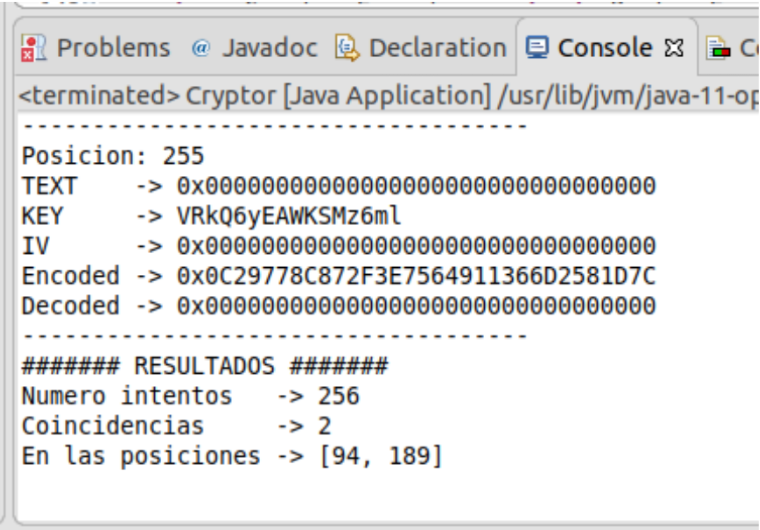 Problems @ Javadoc Declaration Console
<terminated> Cryptor [Java Application] /usr/lib/jvm/java-11-op
-------------------------------------
Posicion: 255
TEXT -> 0x00000000000000000000000000000000
KEY -> VRkQ6yEAWKSMz6ml
IV -> 0x00000000000000000000000000000000
Encoded -> 0x0C29778C872F3E7564911366D2581D7C
Decoded -> 0x00000000000000000000000000000000
-------------------------------------
####### RESULTADOS #######
Numero intentos -> 256
Coincidencias -> 2
En las posiciones -> [94, 189]